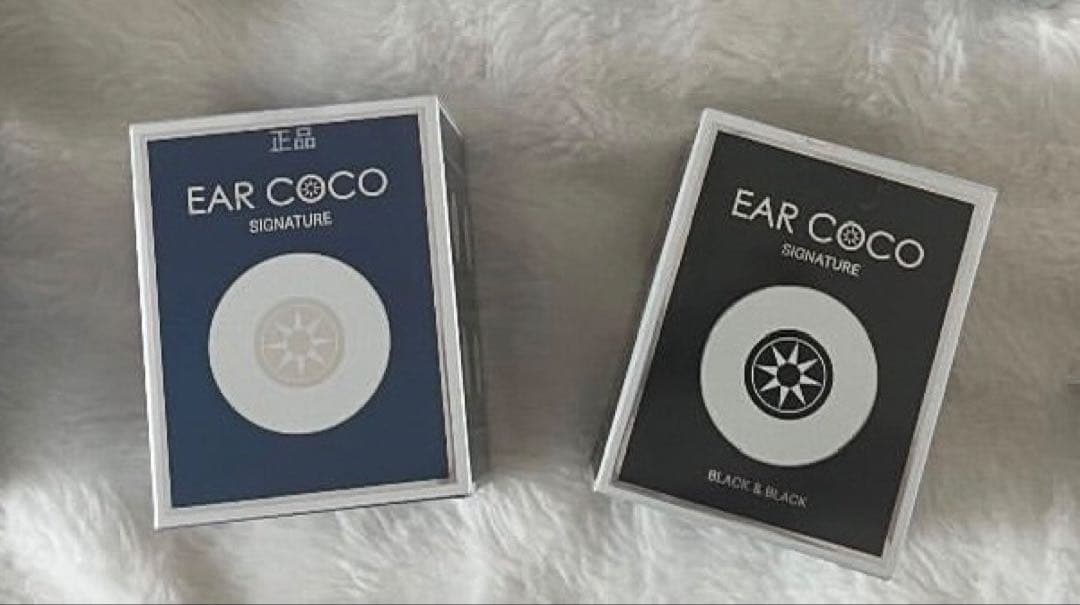 正品
EAR COCO
SIGNATURE
EAR COCO
SIGNATURE
BLACK & BLACK